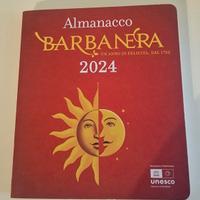 Almanacco
BARBANERA
UN ANNO DI FELICITÀ, DAL 1762
2024
unesco